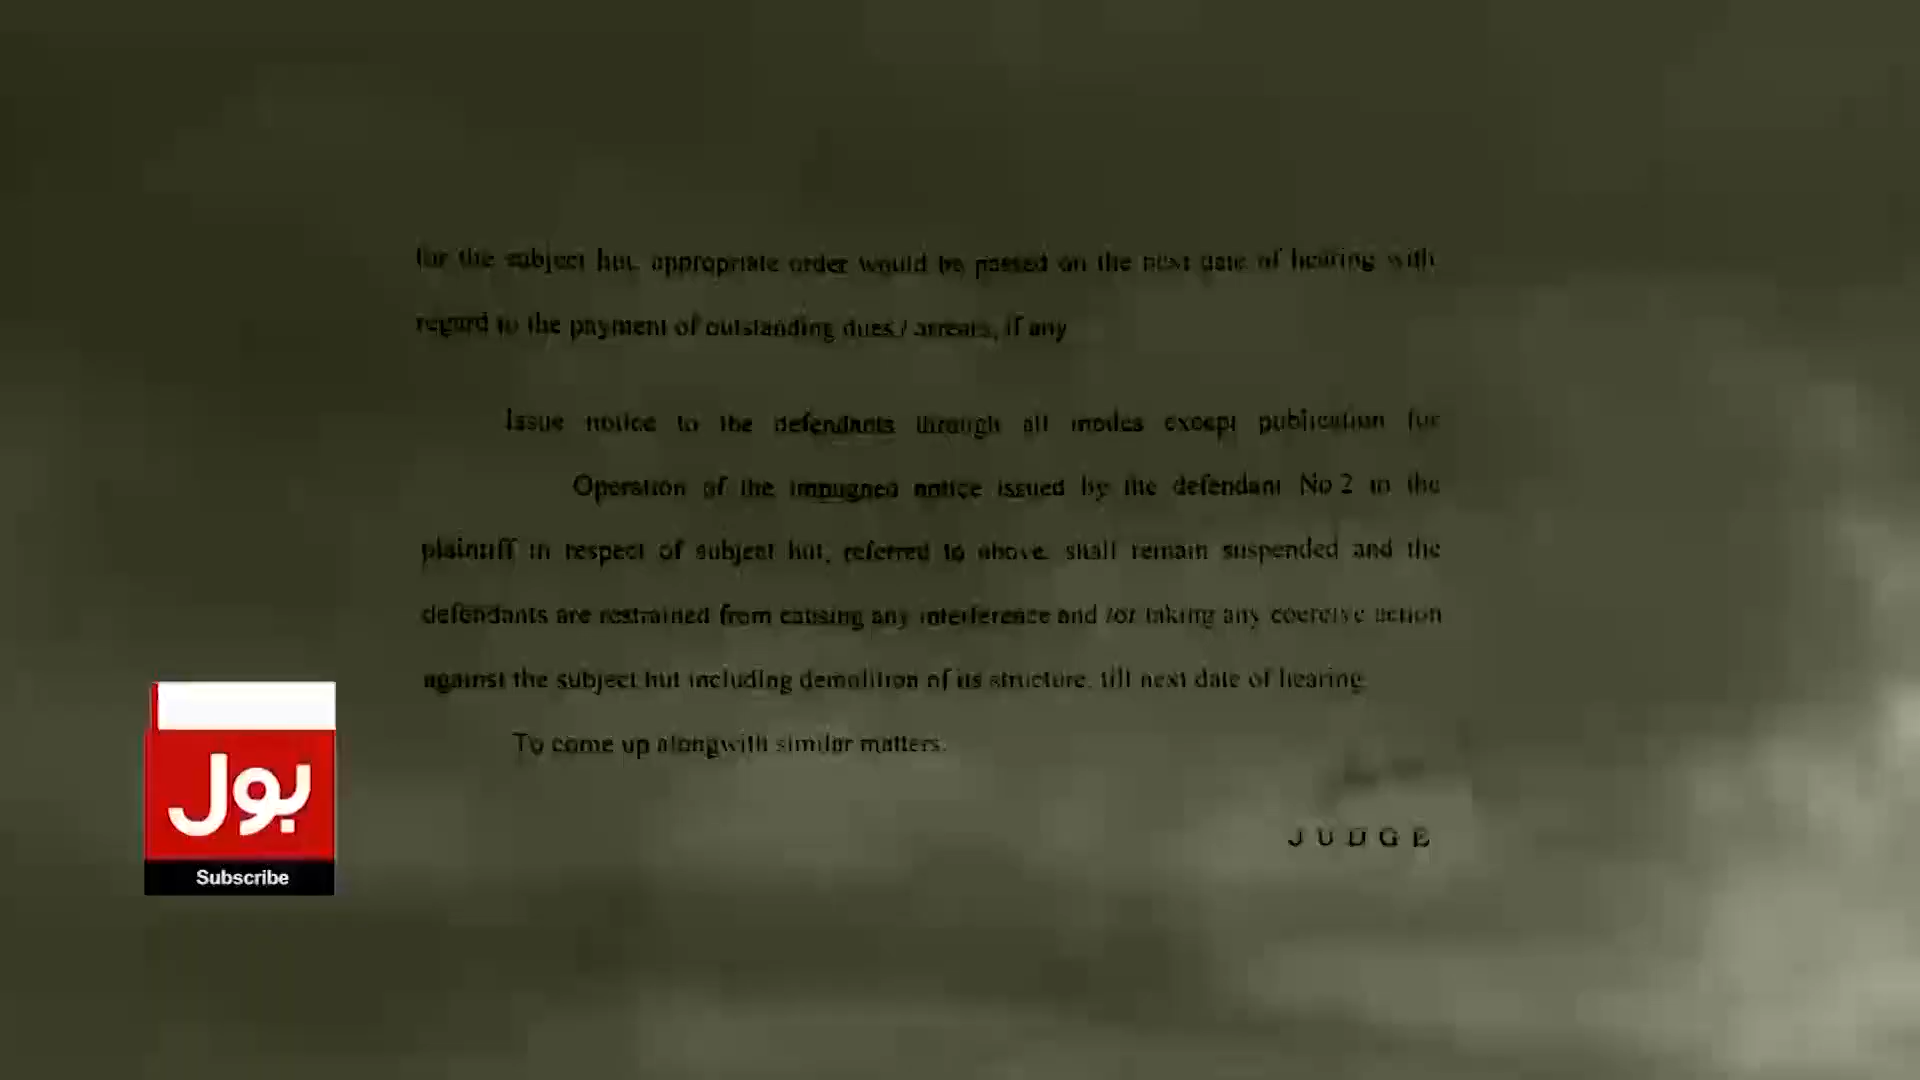 for the subject hut, appropriate order would be passed on the next date of hearing with
regard to the payment of outstanding dues / arrears, if any
Issue notice to the defendants through all modes except publication for
Operation of the impugned notice issued by the defendant No 2 to the
plaintiff in respect of subject hut, referred to above, shall remain suspended and the
defendants are restrained from causing any interference and /or taking any coercive action
against the subject hut including demolition of its structure, till next date of hearing.
To come up alongwith similar matters.
JUDGE
بول
Subscribe